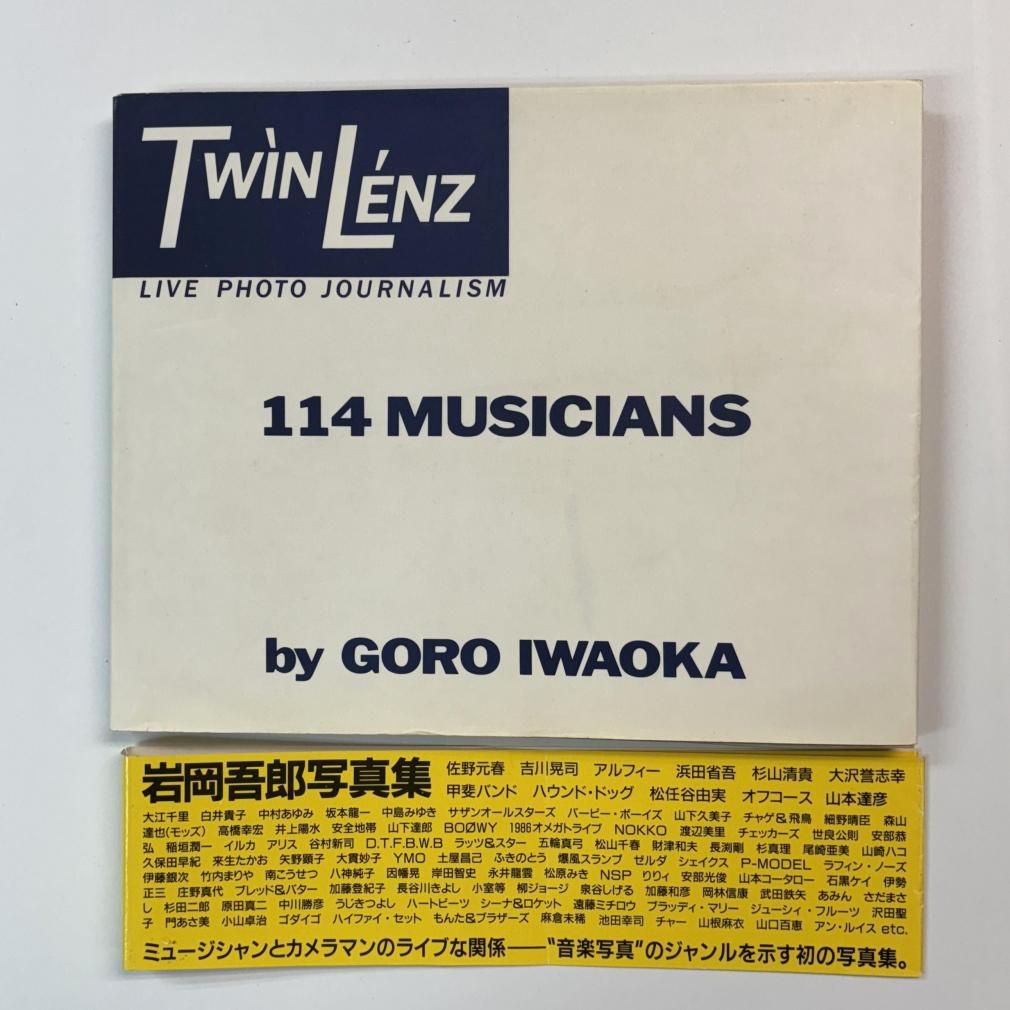 TWÌN LÉNZ
LIVE PHOTO JOURNALISM
114 MUSICIANS
by GORO IWAOKA
岩岡吾郎写真集
佐野元春 吉川晃司 アルフィー 浜田省吾 杉山清貴 大沢誉志幸
甲斐バンド ハウンド・ドッグ 松任谷由実 オフコース 山本達彦
大江千里 白井貴子 中村あゆみ 坂本龍一 中島みゆき サザンオールスターズ バービー・ボーイズ 山下久美子 チャゲ&飛鳥 細野晴臣 森山
達也(モッズ) 高橋幸宏 井上陽水 安全地帯 山下達郎 BOØWY 1986オメガトライブ NOKKO 渡辺美里 チェッカーズ 世良公則 安部恭
弘 稲垣潤一 イルカ アリス 谷村新司 D.T.F.B.W.B ラッツ&スター 五輪真弓 松山千春 財津和夫 長渕剛 杉真理 尾崎亜美 山崎ハコ
久保田早紀 来生たかお 矢野顕子 大貫妙子 YMO 土屋昌己 ふきのとう 爆風スランプ ゼルダ シェイクス P-MODEL ラフィン・ノーズ
伊藤銀次 竹内まりや 南こうせつ 八神純子 因幡晃 岸田智史 永井龍雲 松原みき NSP りりィ 安部光俊 山本コータロー 石黒ケイ 伊勢
正三 庄野真代 ブレッド&バター 加藤登紀子 長谷川きよし 小室等 柳ジョージ 泉谷しげる 加藤和彦 岡林信康 武田鉄矢 あみん さだまさ
し 杉田二郎 原田真二 中川勝彦 うじきつよし ハートビーツ シーナ&ロケット 遠藤ミチロウ ブラッディ・マリー ジューシィ・フルーツ 沢田聖
子 門あさ美 小山卓治 ゴダイゴ ハイファイ・セット もんた&ブラザーズ 麻倉未稀 池田幸司 チャー 山根麻衣 山口百恵 アン・ルイス etc.
ミュージシャンとカメラマンのライブな関係――"音楽写真"のジャンルを示す初の写真集。